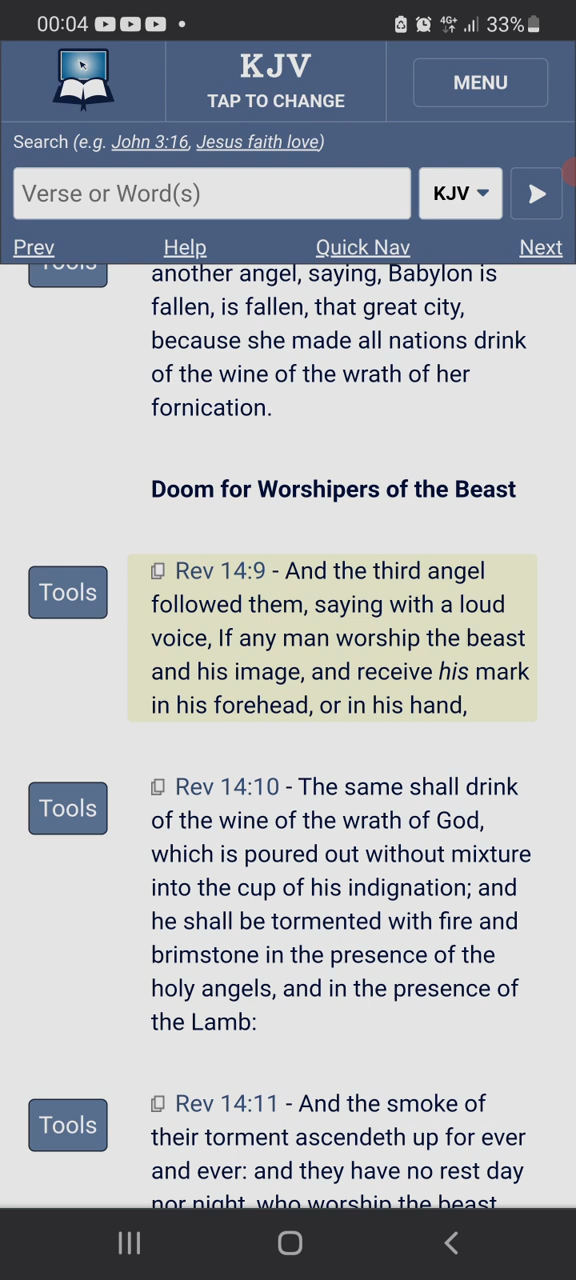 00:04
4G+
33%
KJV
TAP TO CHANGE
MENU
Search (e.g. John 3:16, Jesus faith love)
Verse or Word(s)
KJV
Prev
Help
Quick Nav
Next
Tools
another angel, saying, Babylon is
fallen, is fallen, that great city,
because she made all nations drink
of the wine of the wrath of her
fornication.
Doom for Worshipers of the Beast
Tools
Rev 14:9 - And the third angel
followed them, saying with a loud
voice, If any man worship the beast
and his image, and receive his mark
in his forehead, or in his hand,
Tools
Rev 14:10 - The same shall drink
of the wine of the wrath of God,
which is poured out without mixture
into the cup of his indignation; and
he shall be tormented with fire and
brimstone in the presence of the
holy angels, and in the presence of
the Lamb:
Tools
Rev 14:11 - And the smoke of
their torment ascendeth up for ever
and ever: and they have no rest day
nor night, who worship the beast